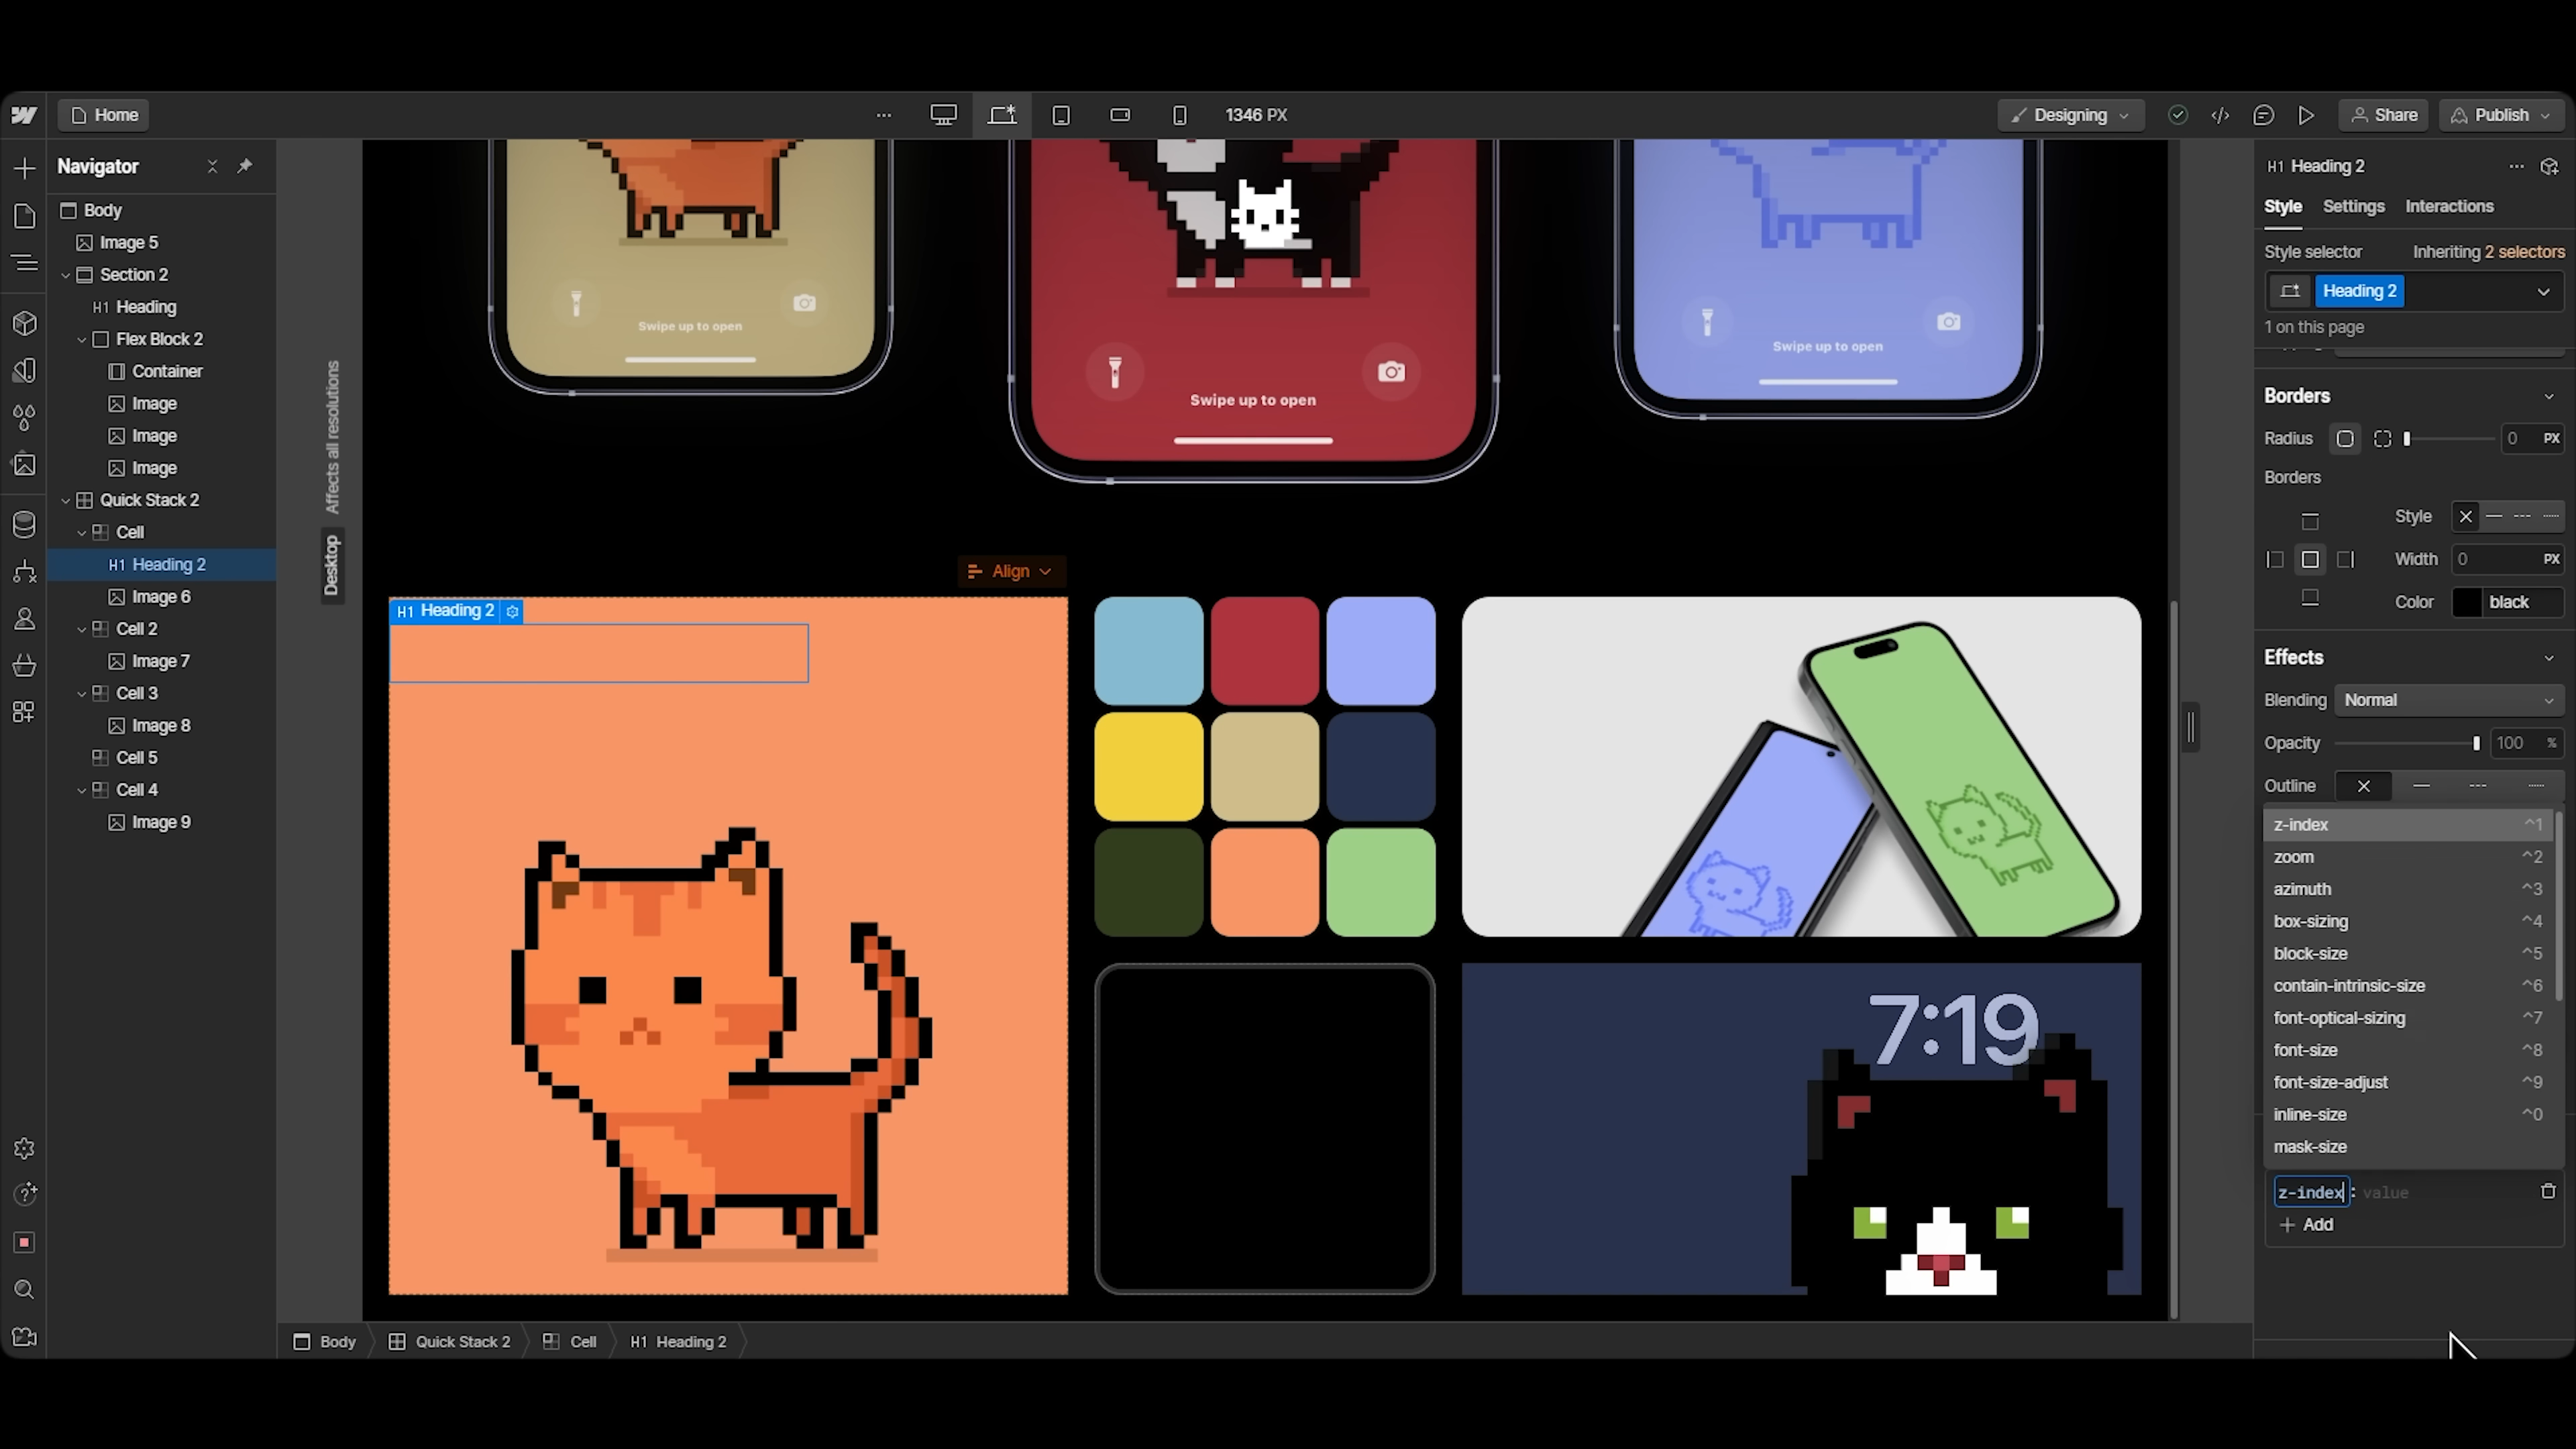 Home
1346 PX
Designing
Share
Publish
Navigator
Body
Image 5
Section 2
H1 Heading
Flex Block 2
Container
Image
Image
Image
Quick Stack 2
Cell
H1 Heading 2
Image 6
Cell 2
Image 7
Cell 3
Image 8
Cell 5
Cell 4
Image 9
Desktop Affects all resolutions
Swipe up to open
Swipe up to open
Swipe up to open
Align
H1 Heading 2
7:19
Body
Quick Stack 2
Cell
H1 Heading 2
H1 Heading 2
Style Settings Interactions
Style selector Inheriting 2 selectors
Heading 2
1 on this page
Borders
Radius 0 PX
Borders
Style
Width 0 PX
Color black
Effects
Blending Normal
Opacity 100 %
Outline
z-index ^1
zoom ^2
azimuth ^3
box-sizing ^4
block-size ^5
contain-intrinsic-size ^6
font-optical-sizing ^7
font-size ^8
font-size-adjust ^9
inline-size ^0
mask-size
z-index: value
+ Add